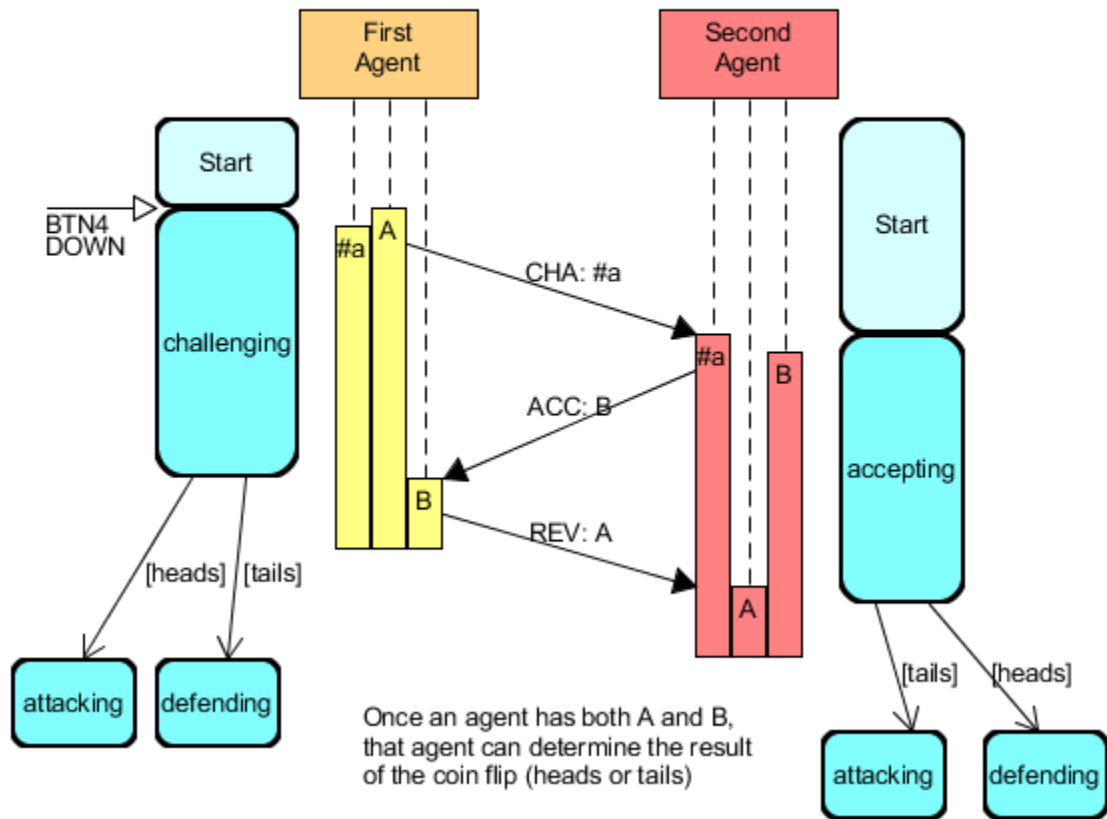 First
Agent
Second
Agent
Start
BTN4
DOWN
#a
A
CHA: #a
Start
challenging
#a
B
ACC: B
accepting
B
REV: A
A
[heads]
[tails]
attacking
defending
[tails]
[heads]
Once an agent has both A and B,
that agent can determine the result
of the coin flip (heads or tails)
attacking
defending